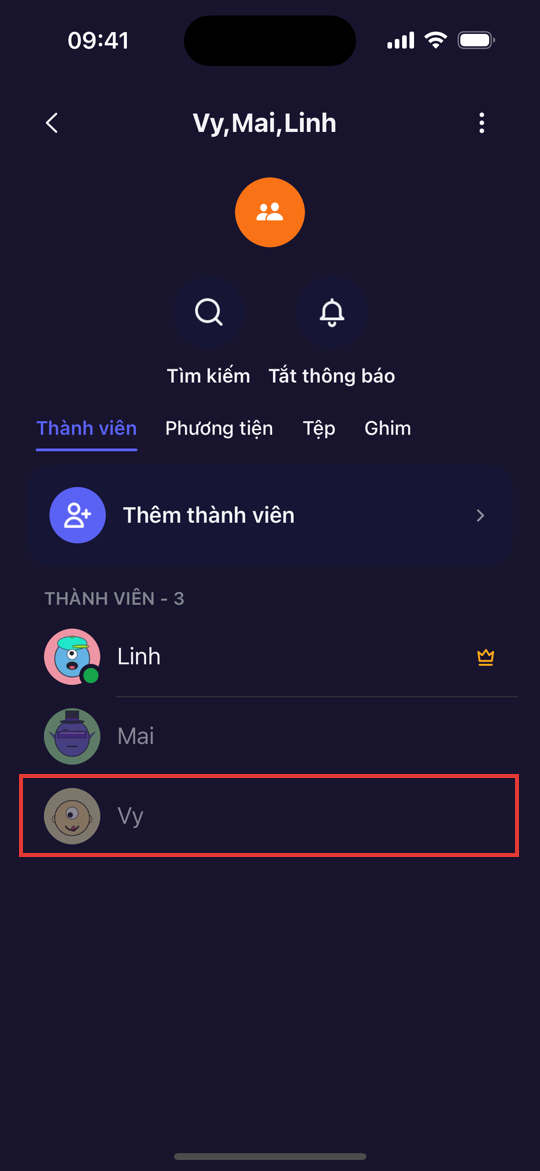 09:41
Vy,Mai,Linh
Tìm kiếm
Tắt thông báo
Thành viên
Phương tiện
Tệp
Ghim
Thêm thành viên
THÀNH VIÊN - 3
Linh
Mai
Vy